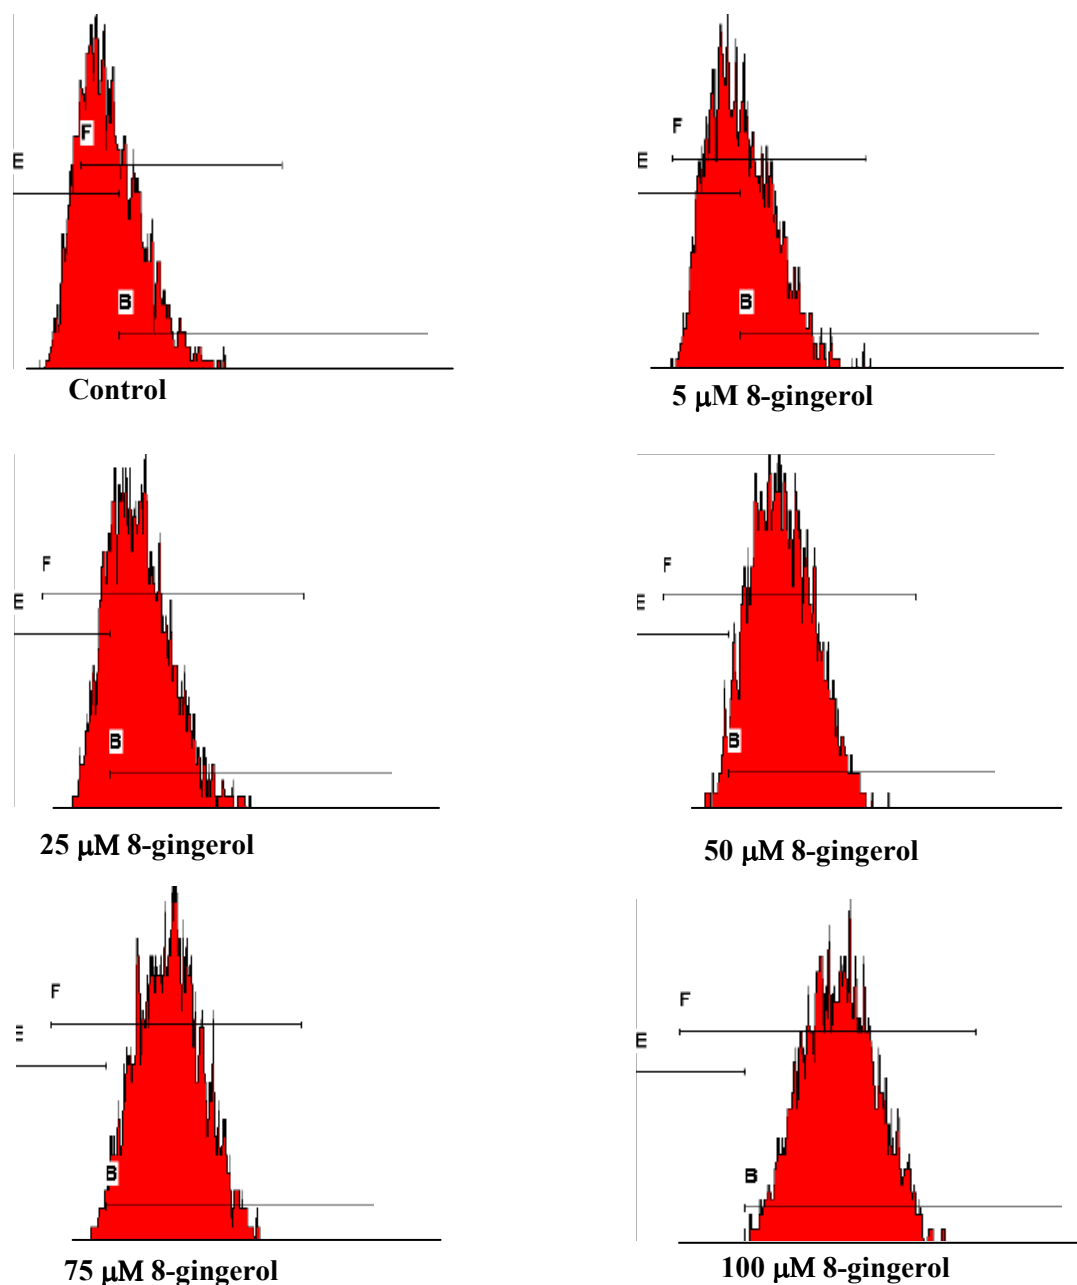 F
E
B
Control
F
E
B
5 μM 8-gingerol
F
E
B
25 μM 8-gingerol
F
E
B
50 μM 8-gingerol
F
E
B
75 μM 8-gingerol
F
E
B
100 μM 8-gingerol